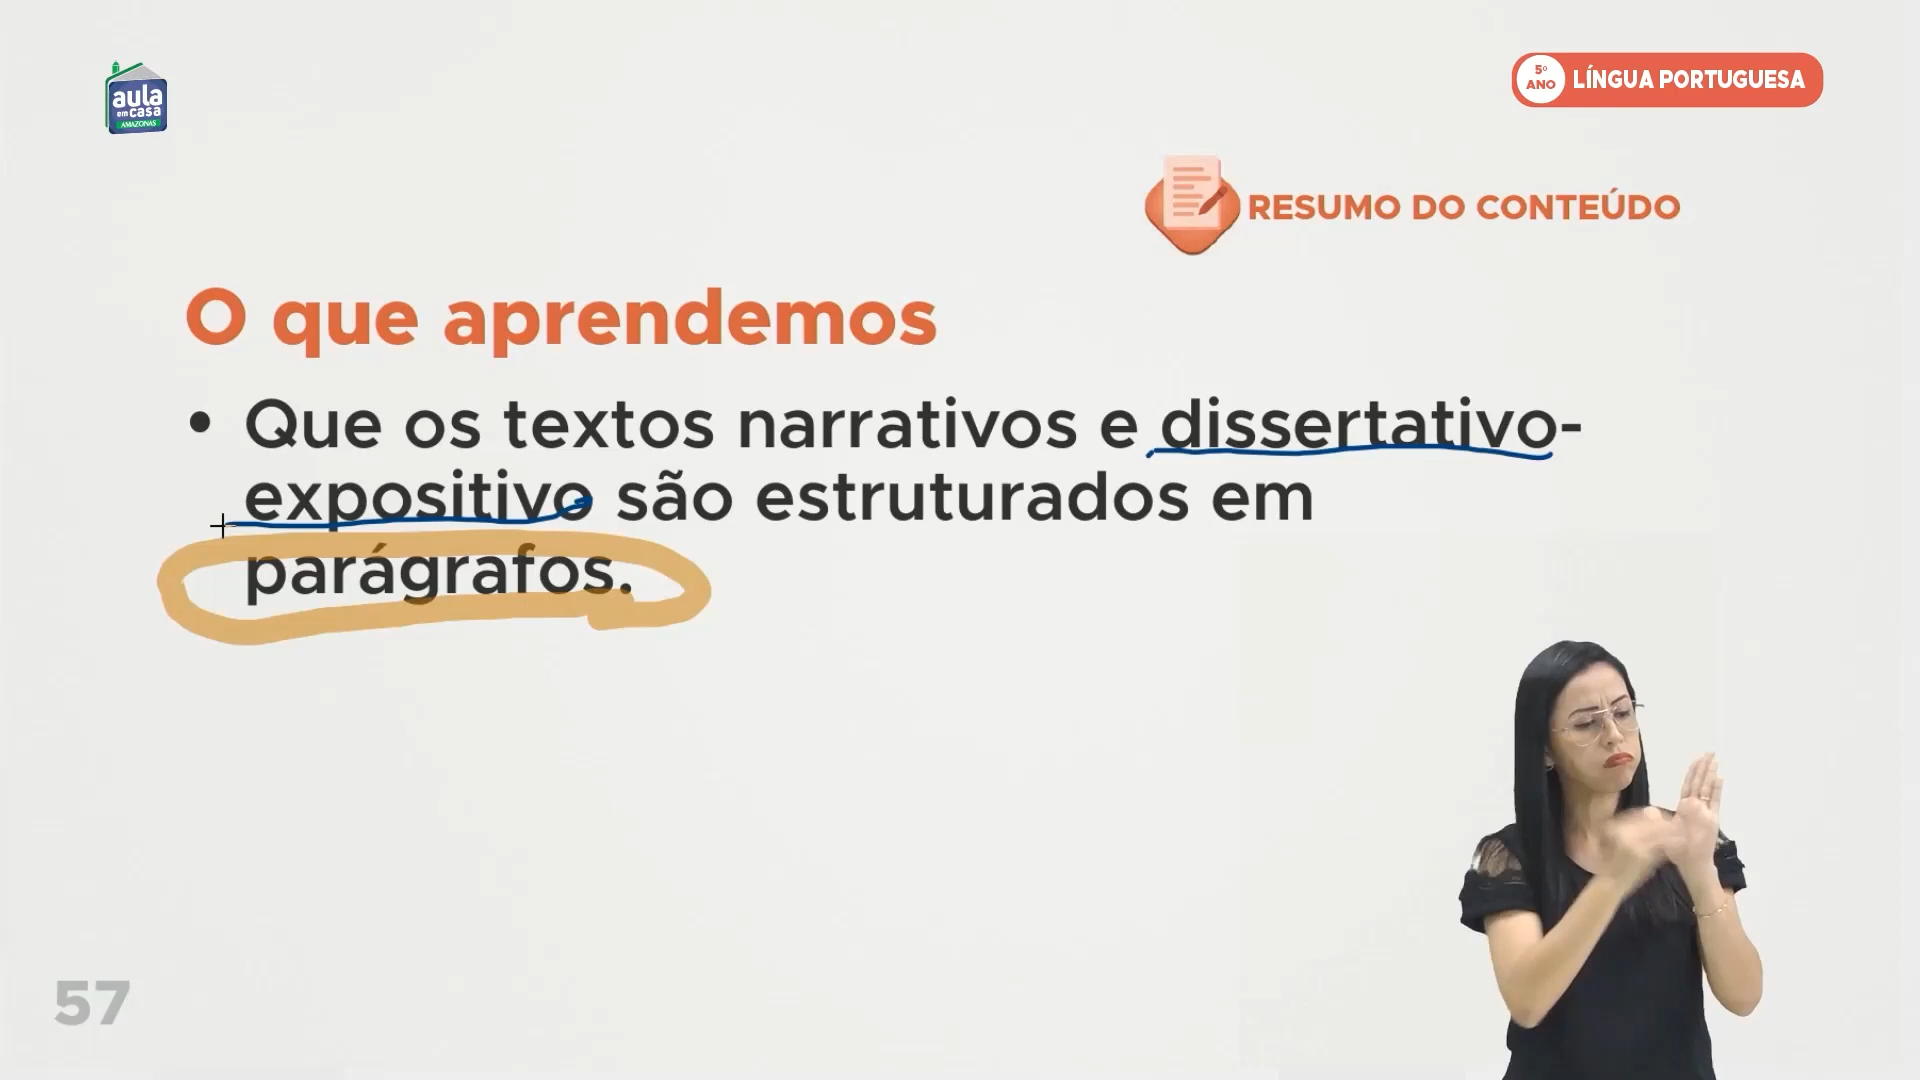 aula
em casa
AMAZONAS
5º
ANO
LÍNGUA PORTUGUESA
RESUMO DO CONTEÚDO
O que aprendemos
• Que os textos narrativos e dissertativo-
expositivo são estruturados em
parágrafos.
57